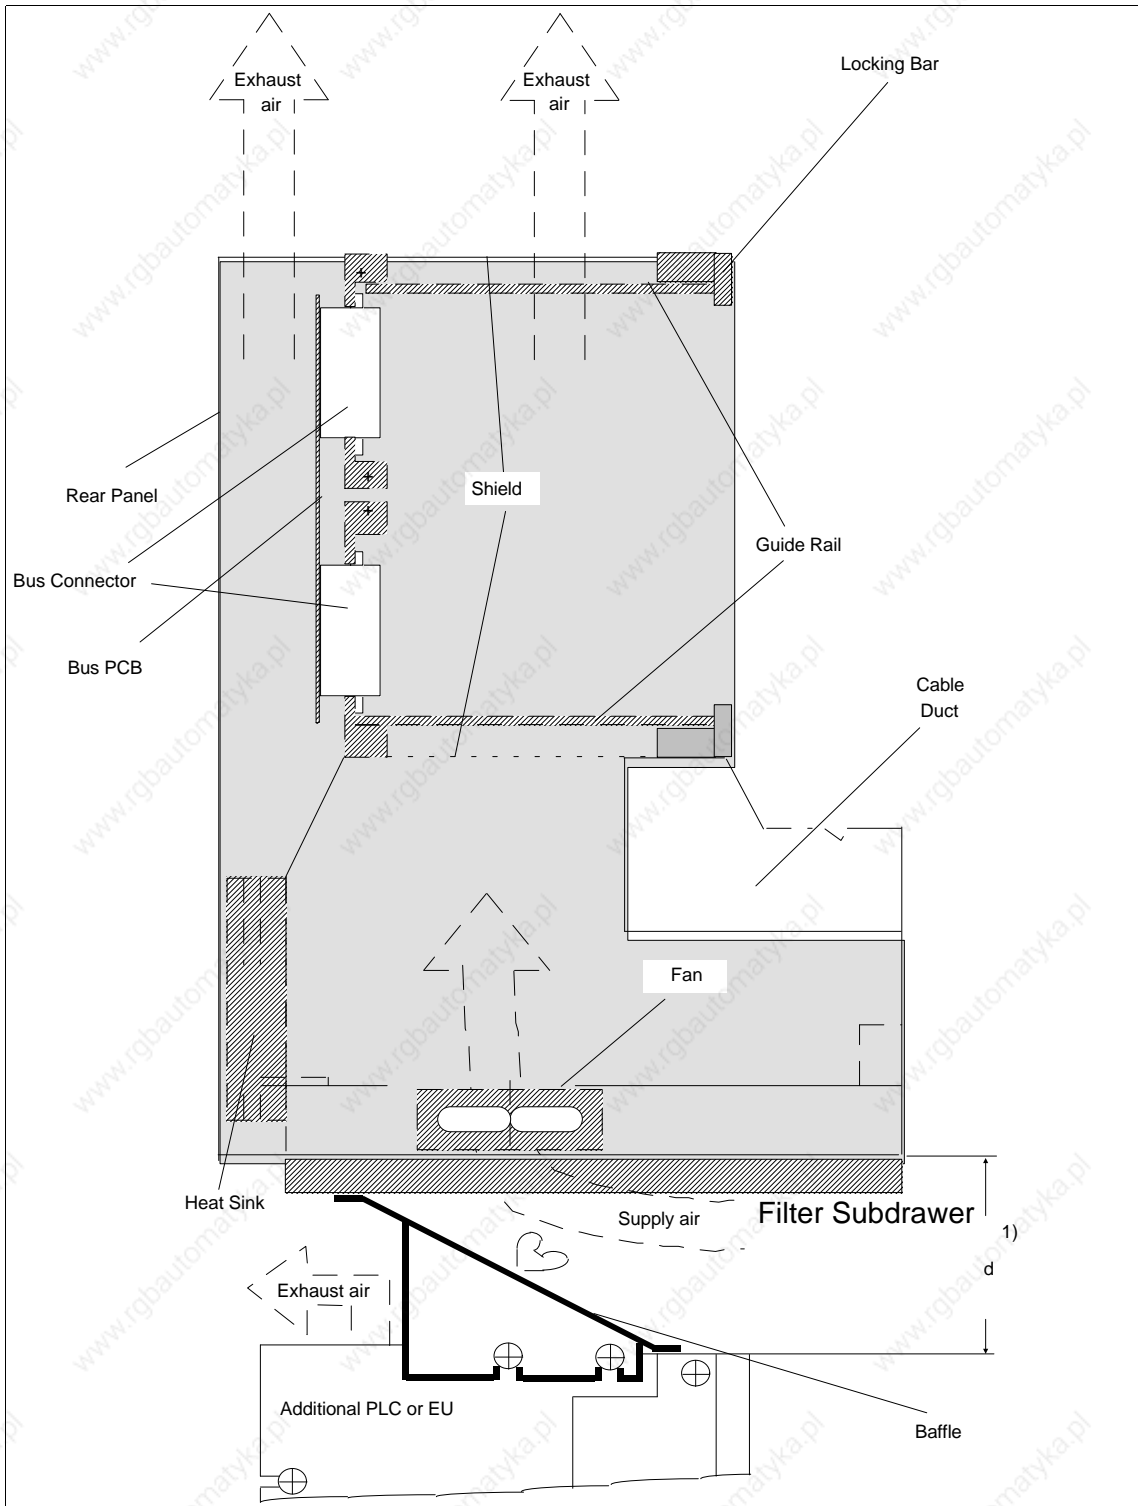 Exhaust
air
Exhaust
air
Locking Bar
Rear Panel
Shield
Guide Rail
Bus Connector
Bus PCB
Cable
Duct
Fan
Heat Sink
Supply air
Filter Subdrawer
1)
d
Exhaust air
Additional PLC or EU
Baffle
www.rgbautomatyka.pl